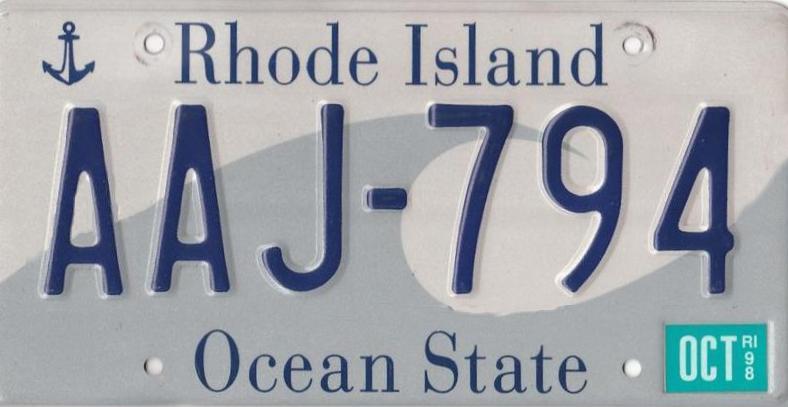 Rhode Island
AAJ-794
Ocean State
OCT RI 98